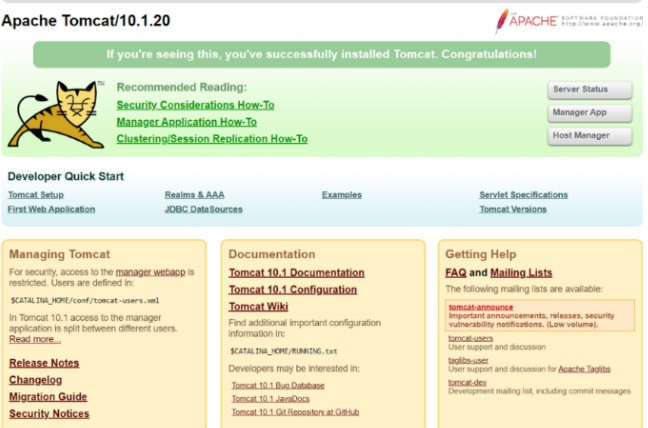 Apache Tomcat/10.1.20
THE
APACHE
SOFTWARE FOUNDATION
http://www.apache.org/
If you're seeing this, you've successfully installed Tomcat. Congratulations!
TM
Recommended Reading:
Security Considerations How-To
Manager Application How-To
Clustering/Session Replication How-To
Server Status
Manager App
Host Manager
Developer Quick Start
Tomcat Setup
First Web Application
Realms & AAA
JDBC DataSources
Examples
Servlet Specifications
Tomcat Versions
Managing Tomcat
For security, access to the manager webapp is
restricted. Users are defined in:
$CATALINA_HOME/conf/tomcat-users.xml
In Tomcat 10.1 access to the manager
application is split between different users.
Read more...
Release Notes
Changelog
Migration Guide
Security Notices
Documentation
Tomcat 10.1 Documentation
Tomcat 10.1 Configuration
Tomcat Wiki
Find additional important configuration
information in:
$CATALINA_HOME/RUNNING.txt
Developers may be interested in:
Tomcat 10.1 Bug Database
Tomcat 10.1 JavaDocs
Tomcat 10.1 Git Repository at GitHub
Getting Help
FAQ and Mailing Lists
The following mailing lists are available:
tomcat-announce
Important announcements, releases, security
vulnerability notifications. (Low volume).
tomcat-users
User support and discussion
taglibs-user
User support and discussion for Apache Taglibs
tomcat-dev
Development mailing list, including commit messages